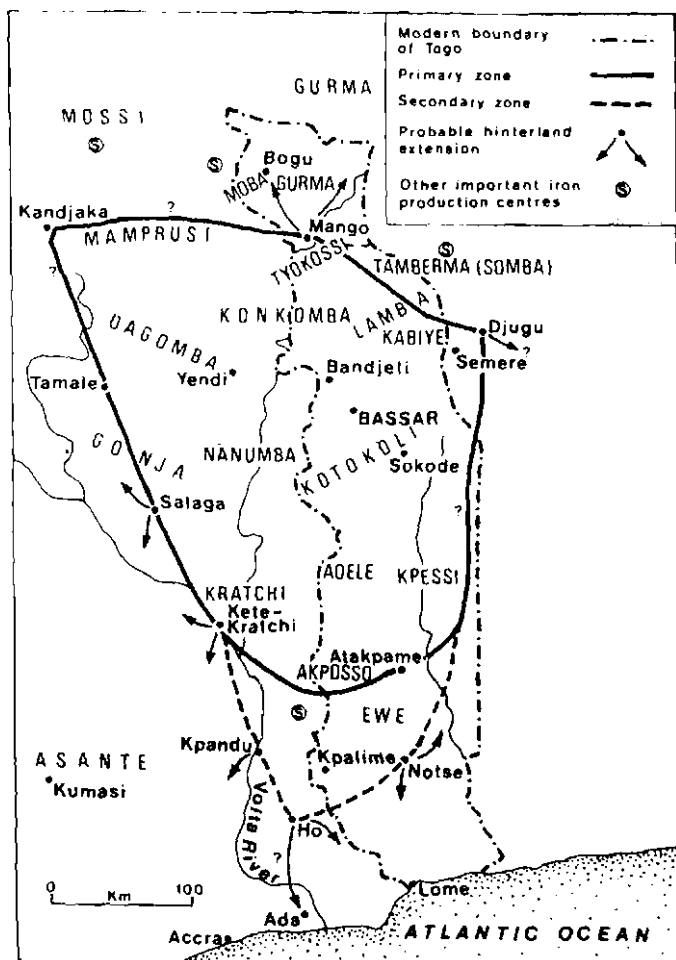 Modern boundary
of Togo
Primary zone
Secondary zone
Probable hinterland
extension
Other important iron
production centres
S
GURMA
MOSSI
S
S
Bogu
MOBA
GURMA
?
Kandjaka
MAMPRUSI
Mango
TYOKOSSI
S
TAMBERMA (SOMBA)
?
KONKOMBA
LAMBA
Djugu
?
DAGOMBA
KABIYE
Semere
Yendi
Bandjeti
Tamale
BASSAR
GONJA
NANUMBA
KOTOKOLI
Sokode
Salaga
?
ADELE
KPESSI
KRATCHI
Kete-
Kratchi
Atakpame
AKPOSSO
S
EWE
Kpandu
Kpalime
Notse
ASANTE
Kumasi
Volta River
Ho
?
0 100
Km
Lome
Ada
Accra
ATLANTIC OCEAN